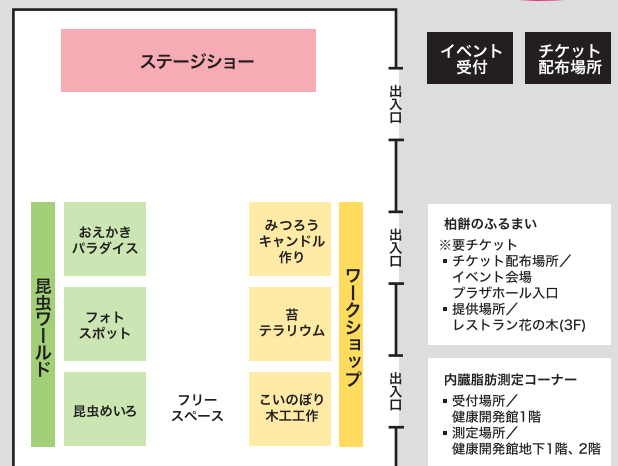 ステージショー
イベント
受付
チケット
配布場所
出入口
昆虫ワールド
おえかき
パラダイス
フォト
スポット
昆虫めいろ
フリー
スペース
みつろう
キャンドル
作り
苔
テラリウム
こいのぼり
木工工作
ワークショップ
出入口
出入口
柏餅のふるまい
※要チケット
▪ チケット配布場所／
イベント会場
プラザホール入口
▪ 提供場所／
レストラン花の木(3F)
内臓脂肪測定コーナー
▪ 受付場所／
健康開発館1階
▪ 測定場所／
健康開発館地下1階、2階